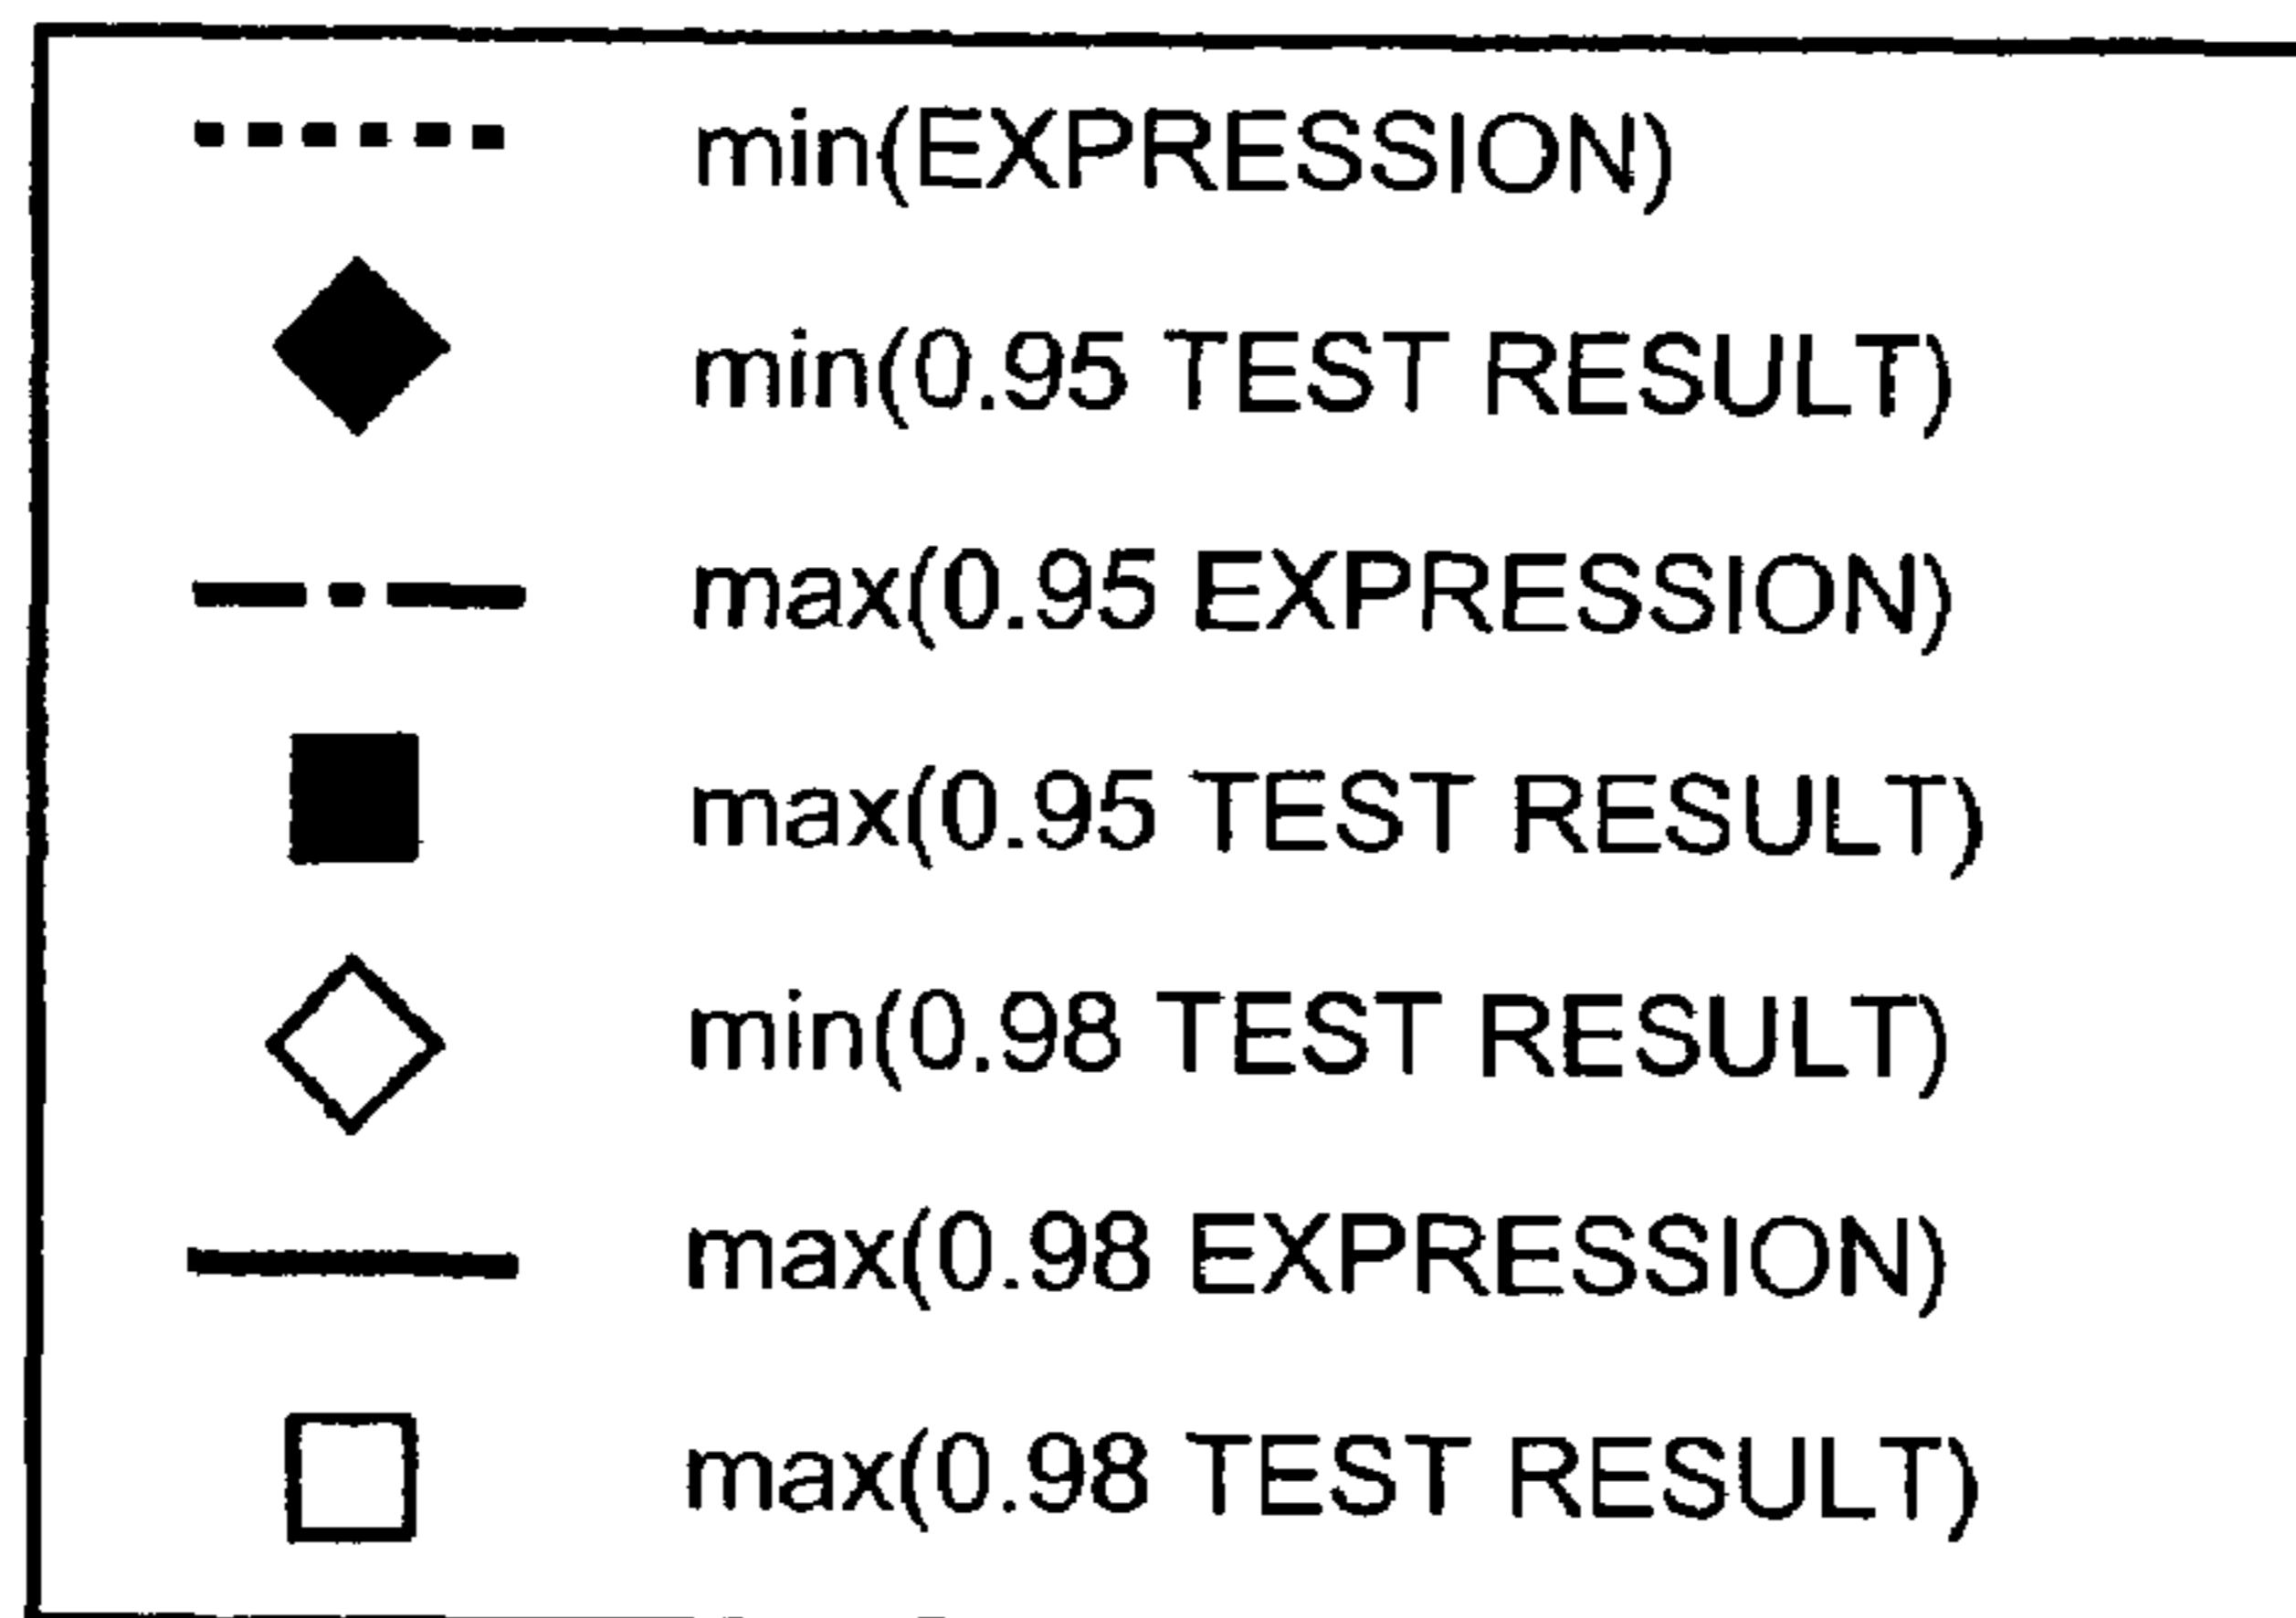 min(EXPRESSION)
min(0.95 TEST RESULT)
max(0.95 EXPRESSION)
max(0.95 TEST RESULT)
min(0.98 TEST RESULT)
max(0.98 EXPRESSION)
max(0.98 TEST RESULT)